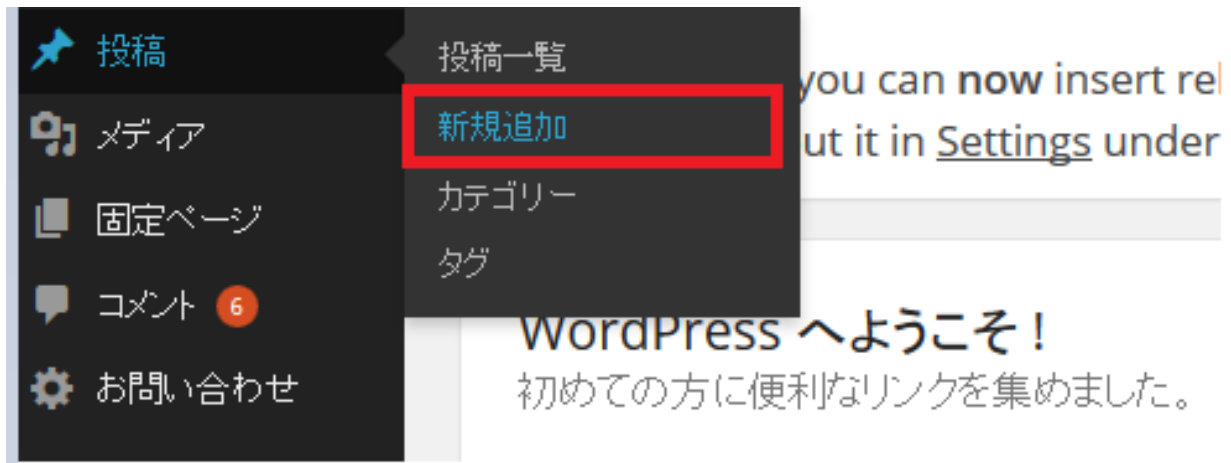 投稿
メディア
固定ページ
コメント 6
お問い合わせ
投稿一覧
新規追加
カテゴリー
タグ
you can now insert
ut it in Settings under
WordPress へようこそ !
初めての方に便利なリンクを集めました。